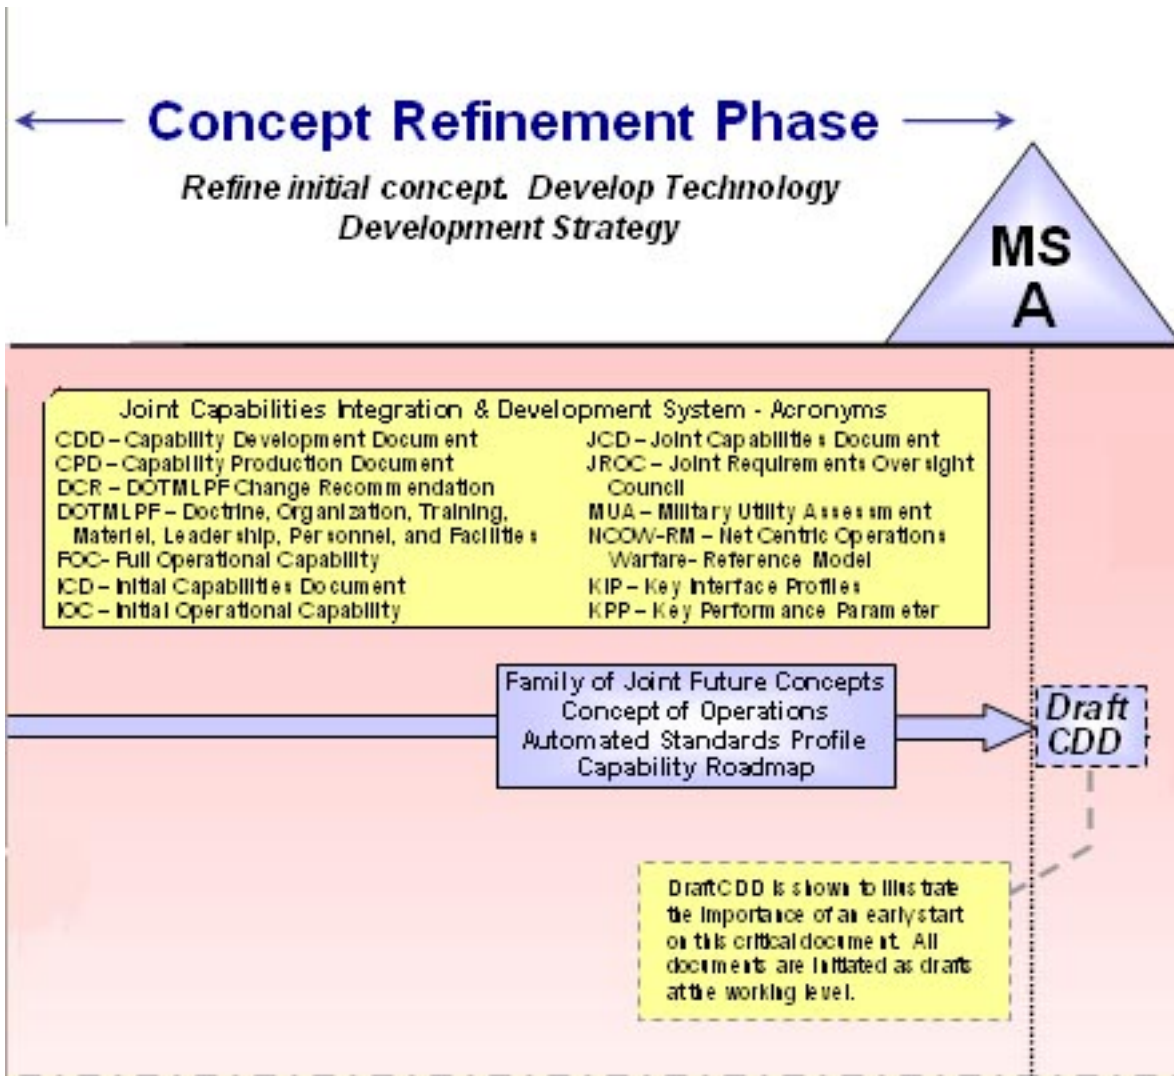 Concept Refinement Phase
Refine initial concept. Develop Technology
Development Strategy
MS
A
Joint Capabilities Integration & Development System - Acronyms
CDD – Capability Development Document
CPD – Capability Production Document
DCR – DOTMLPF Change Recommendation
DOTMLPF – Doctrine, Organization, Training,
Materiel, Leadership, Personnel, and Facilities
FOC- Full Operational Capability
ICD – Initial Capabilities Document
IOC – Initial Operational Capability
JCD – Joint Capabilities Document
JROC – Joint Requirements Oversight
Council
MUA – Military Utility Assessment
NCOW-RM – Net Centric Operations
Warfare- Reference Model
KIP – Key Interface Profiles
KPP – Key Performance Parameter
Family of Joint Future Concepts
Concept of Operations
Automated Standards Profile
Capability Roadmap
Draft
CDD
Draft CDD is shown to illustrate
the importance of an early start
on this critical document. All
documents are initiated as drafts
at the working level.